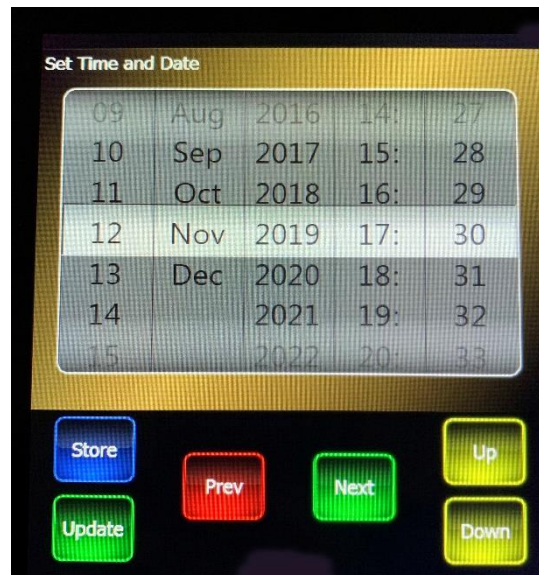 Set Time and Date
09 Aug 2016 14: 27
10 Sep 2017 15: 28
11 Oct 2018 16: 29
12 Nov 2019 17: 30
13 Dec 2020 18: 31
14 2021 19: 32
15 2022 20: 33
Store
Up
Prev
Next
Update
Down